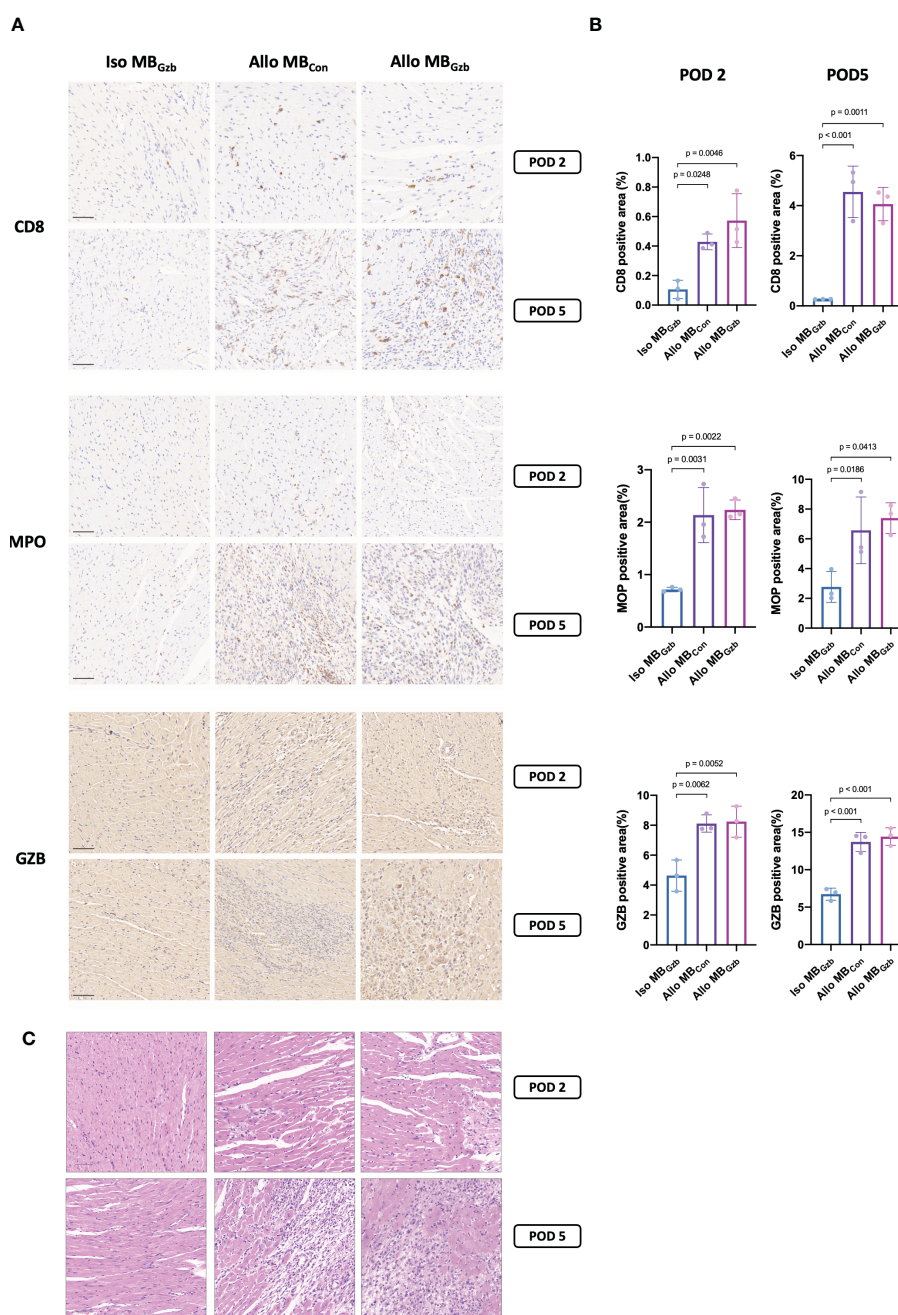 A
Iso MBGzb
Allo MBCon
Allo MBGzb
CD8
POD 2
POD 5
MPO
POD 2
POD 5
GZB
POD 2
POD 5
B
POD 2
POD5
p = 0.0046
p = 0.0248
CD8 positive area (%)
1.0
0.8
0.6
0.4
0.2
0.0
Iso MBGzb
Allo MBCon
Allo MBGzb
p = 0.0011
p < 0.001
CD8 positive area (%)
6
4
2
0
Iso MBGzb
Allo MBCon
Allo MBGzb
p = 0.0022
p = 0.0031
MOP positive area(%)
3
2
1
0
Iso MBGzb
Allo MBCon
Allo MBGzb
p = 0.0413
p = 0.0186
MOP positive area(%)
10
8
6
4
2
0
Iso MBGzb
Allo MBCon
Allo MBGzb
p = 0.0052
p = 0.0062
GZB positive area(%)
10
8
6
4
2
0
Iso MBGzb
Allo MBCon
Allo MBGzb
p < 0.001
p < 0.001
GZB positive area(%)
20
15
10
5
0
Iso MBGzb
Allo MBCon
Allo MBGzb
C
POD 2
POD 5